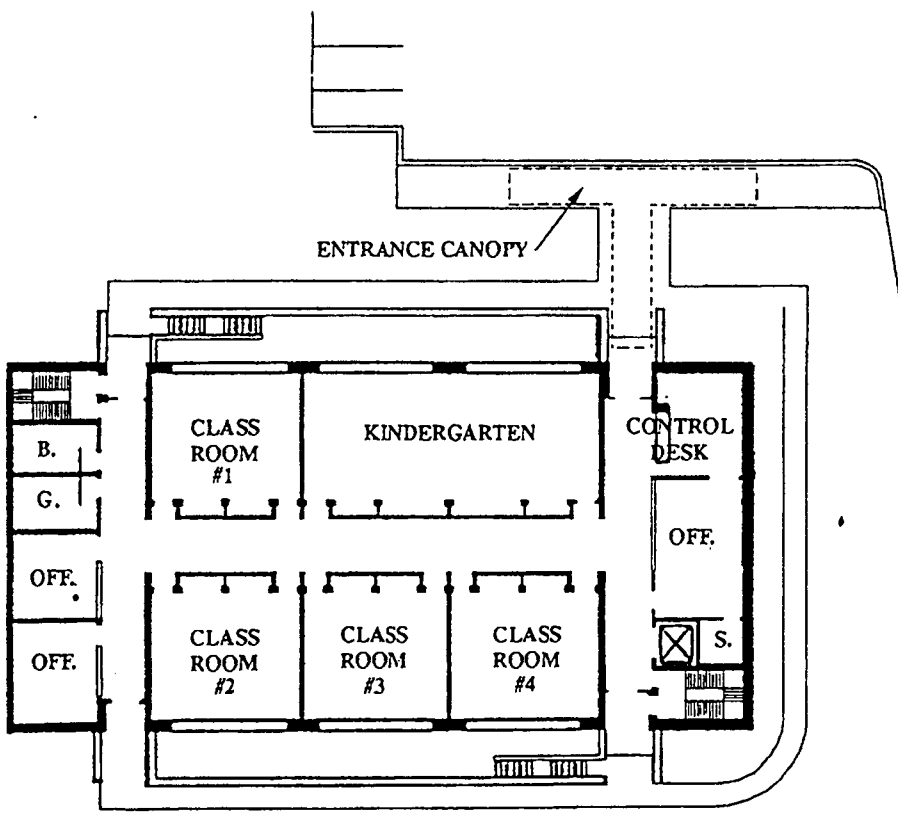 ENTRANCE CANOPY
CLASS
ROOM
#1
KINDERGARTEN
CONTROL
DESK
B.
G.
OFF.
OFF.
OFF.
S.
CLASS
ROOM
#2
CLASS
ROOM
#3
CLASS
ROOM
#4